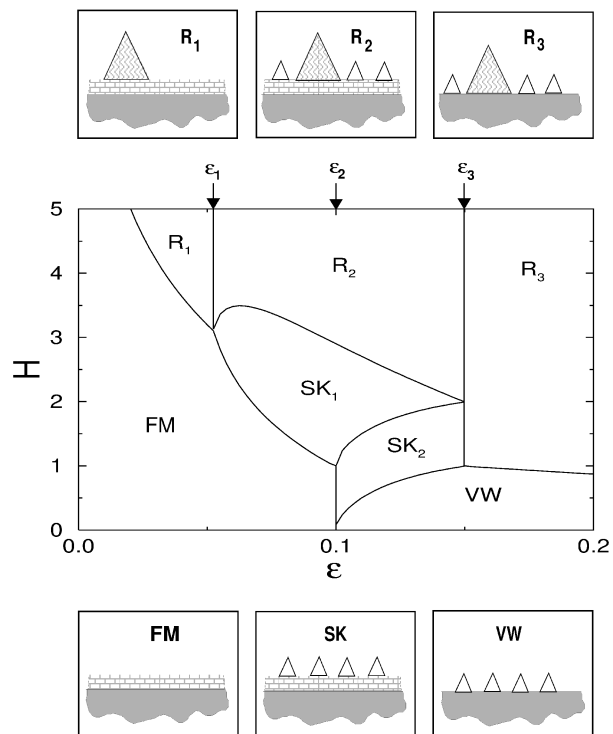 R₁ R₂ R₃
ε₁ ε₂ ε₃
5
R₁ R₂ R₃
4
3
H
SK₁
2
FM
SK₂
1
VW
0
0.0 0.1 0.2
ε
FM SK VW